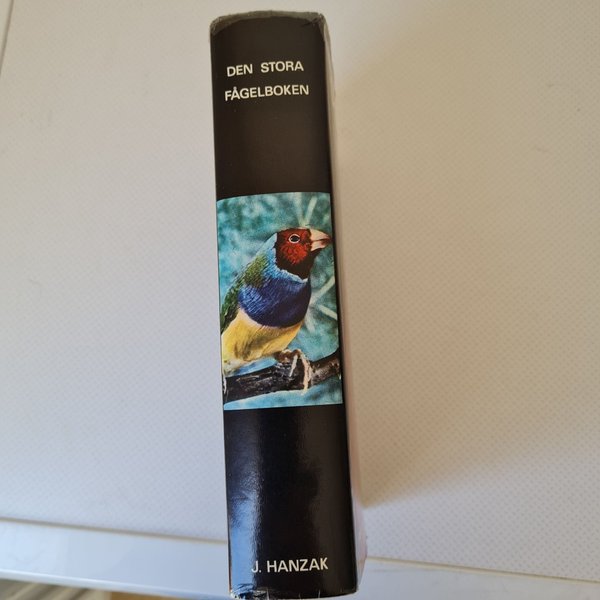 DEN STORA
FÅGELBOKEN
J. HANZAK